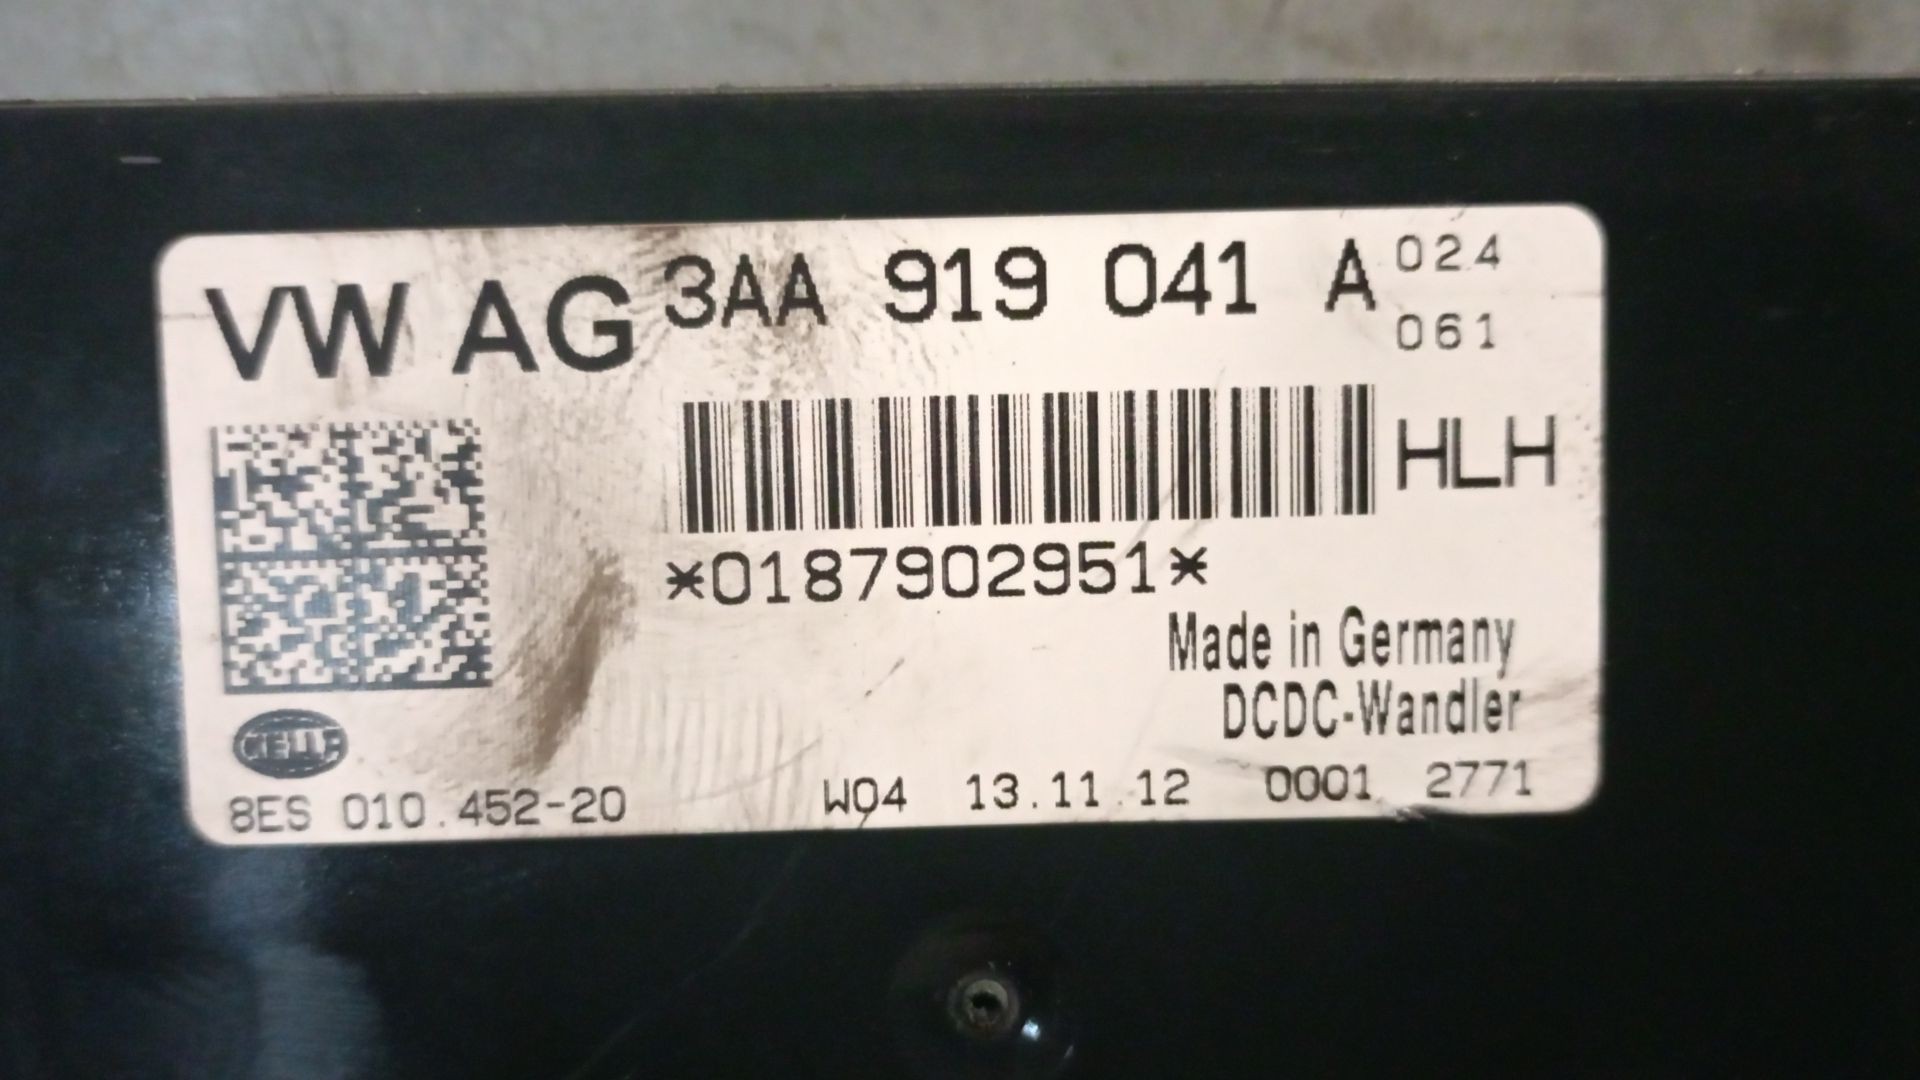 VW AG 3AA 919 041 A 024
061
HLH
*0187902951*
Made in Germany
DCDC-Wandler
HELLA
8ES 010.452-20 W04 13.11.12 0001 2771